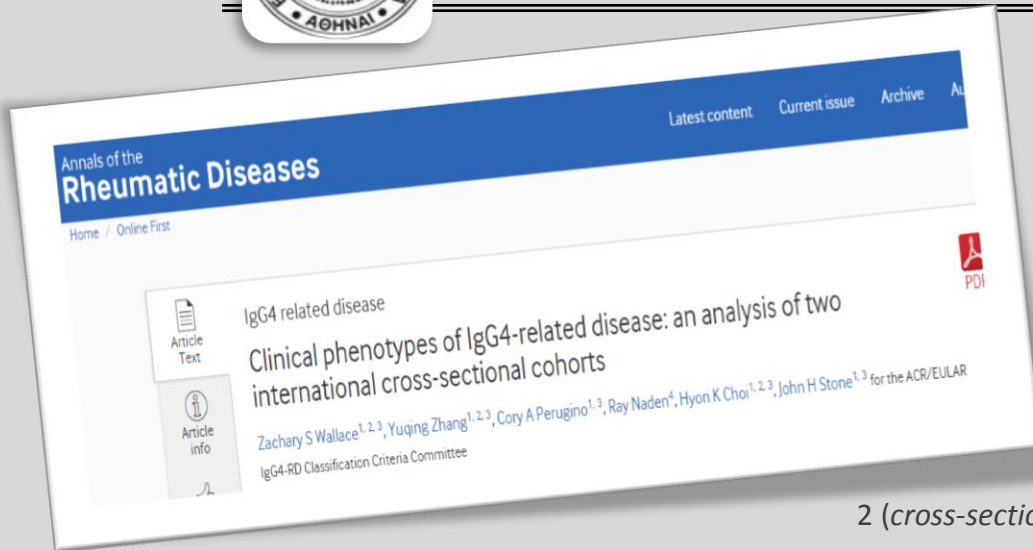 ΑΘΗΝΑΙ
Latest content Current issue Archive
Annals of the
Rheumatic Diseases
Home / Online First
Article
Text
IgG4 related disease
PDF
Clinical phenotypes of IgG4-related disease: an analysis of two
international cross-sectional cohorts
Article
info
Zachary S Wallace1, 2, 3, Yuqing Zhang1, 2, 3, Cory A Perugino1, 3, Ray Naden4, Hyon K Choi1, 2, 3, John H Stone1, 3 for the ACR/EULAR
IgG4-RD Classification Criteria Committee
2 (cross-sectio